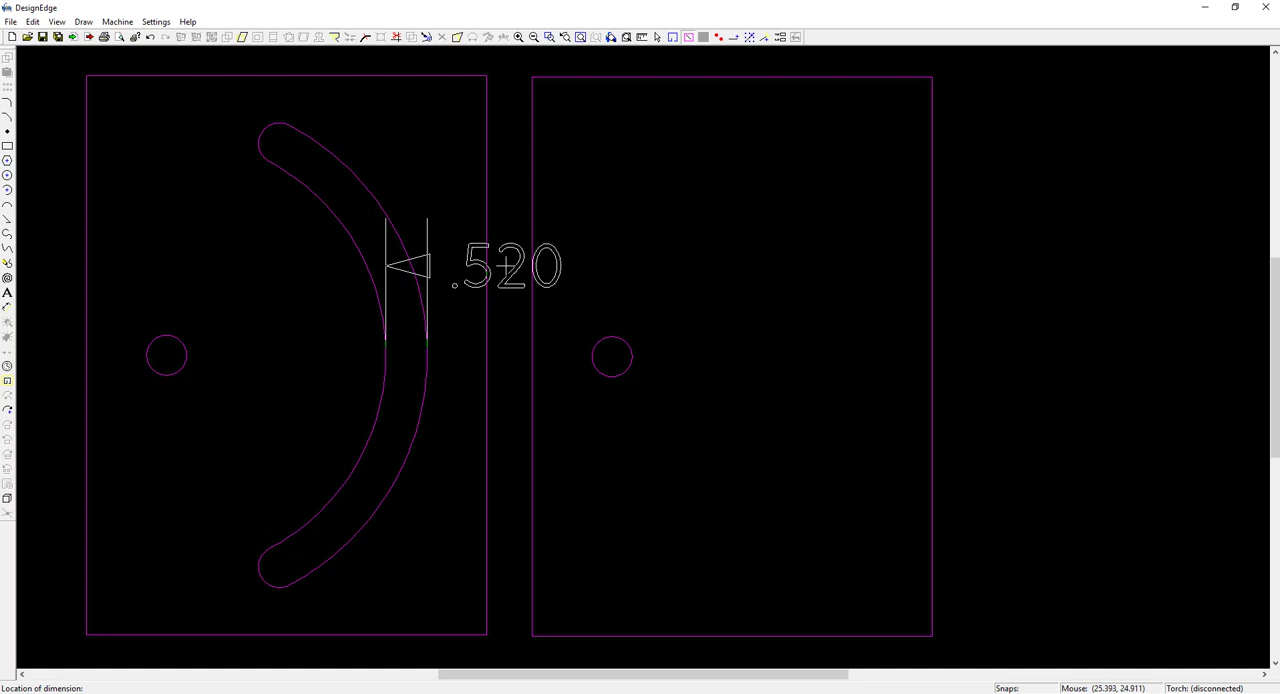 DesignEdge
File Edit View Draw Machine Settings Help
A
.520
Location of dimension:
Snaps:
Mouse: (25.393, 24.911)
Torch: (disconnected)